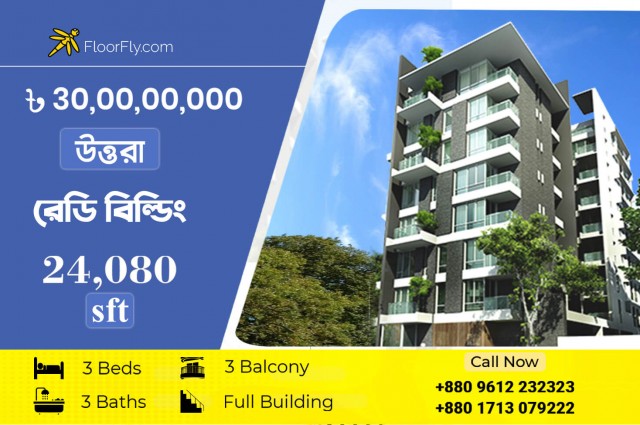 FloorFly.com
৳ 30,00,00,000
উত্তরা
রেডি বিল্ডিং
24,080
sft
3 Beds
3 Balcony
3 Baths
Full Building
Call Now
+880 9612 232323
+880 1713 079222